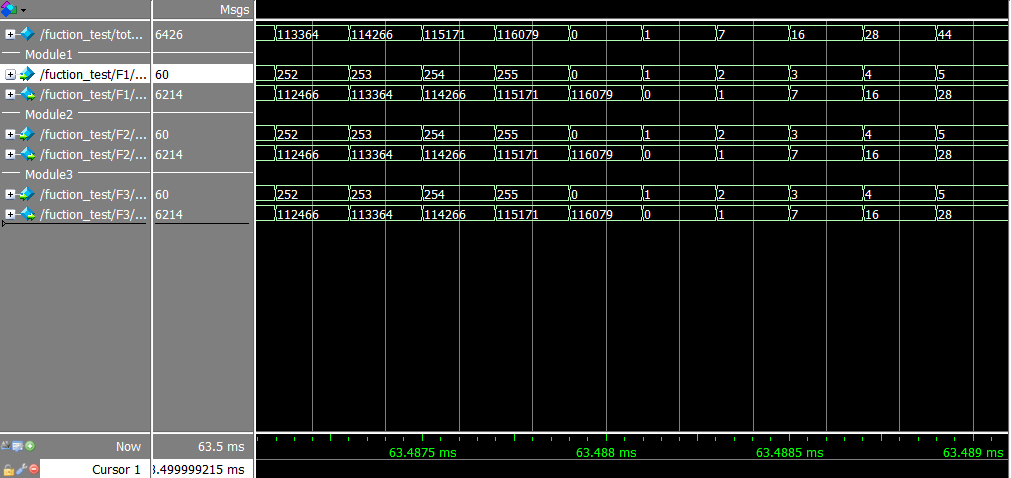 Msgs
/fuction_test/tot... 6426 113364 114266 115171 116079 0 1 7 16 28 44
Module1
/fuction_test/F1/... 60 252 253 254 255 0 1 2 3 4 5
/fuction_test/F1/... 6214 112466 113364 114266 115171 116079 0 1 7 16 28
Module2
/fuction_test/F2/... 60 252 253 254 255 0 1 2 3 4 5
/fuction_test/F2/... 6214 112466 113364 114266 115171 116079 0 1 7 16 28
Module3
/fuction_test/F3/... 60 252 253 254 255 0 1 2 3 4 5
/fuction_test/F3/... 6214 112466 113364 114266 115171 116079 0 1 7 16 28
Now 63.5 ms 63.4875 ms 63.488 ms 63.4885 ms 63.489 ms
Cursor 1 3.499999215 ms